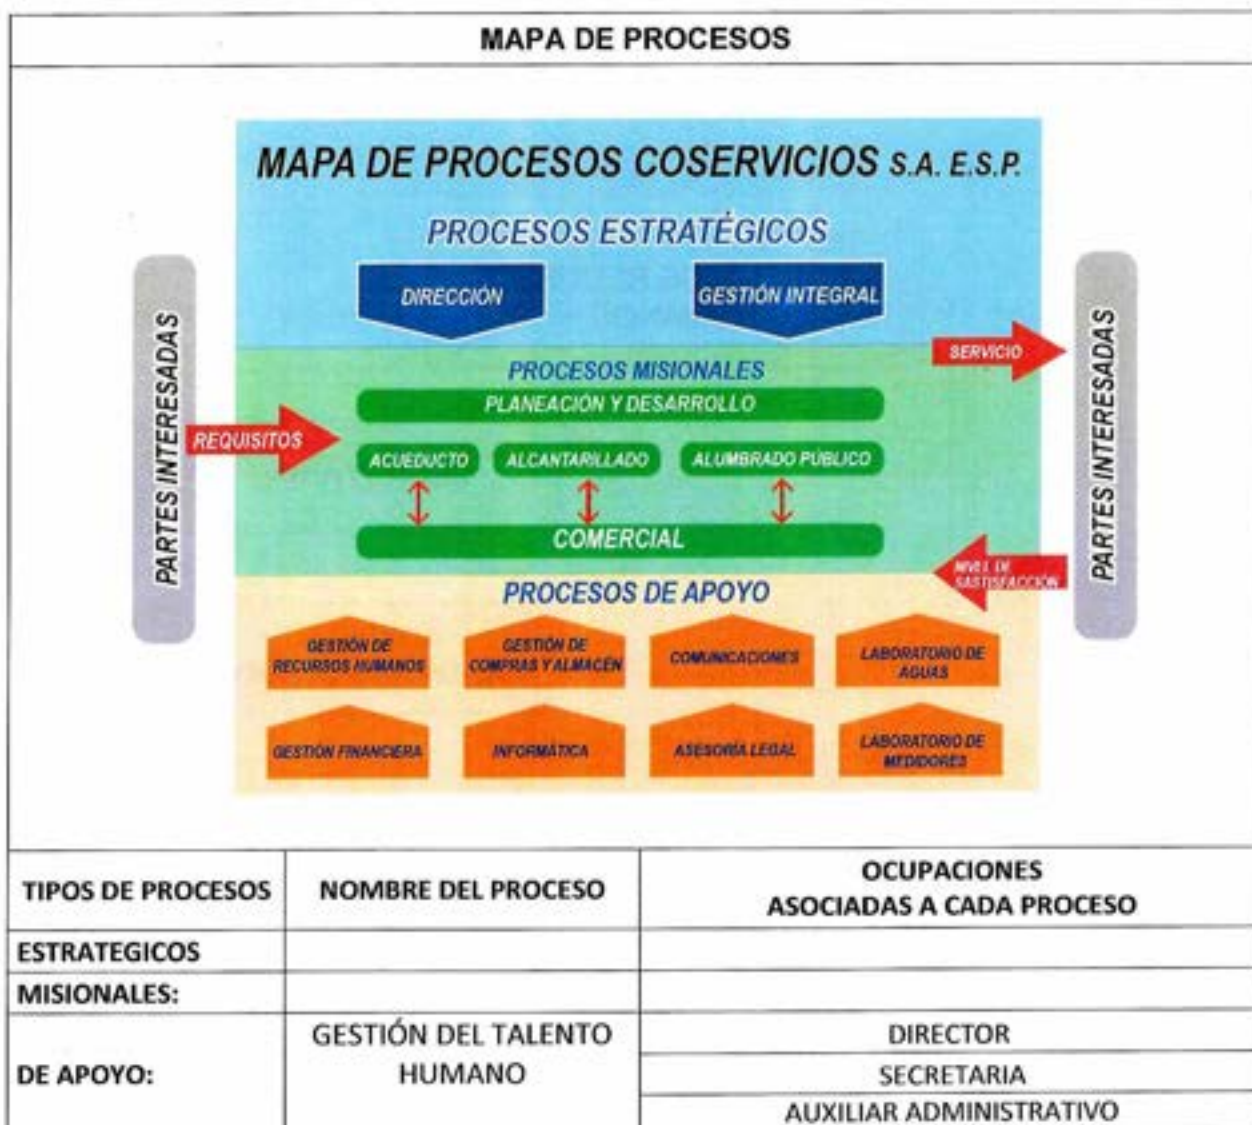 MAPA DE PROCESOS
MAPA DE PROCESOS COSERVICIOS S.A. E.S.P.
PROCESOS ESTRATÉGICOS
DIRECCIÓN
GESTIÓN INTEGRAL
PARTES INTERESADAS
REQUISITOS
SERVICIO
PARTES INTERESADAS
PROCESOS MISIONALES
PLANEACIÓN Y DESARROLLO
ACUEDUCTO
ALCANTARILLADO
ALUMBRADO PÚBLICO
COMERCIAL
NIVEL DE
SASTISFACCIÓN
PROCESOS DE APOYO
GESTIÓN DE
RECURSOS HUMANOS
GESTIÓN DE
COMPRAS Y ALMACÉN
COMUNICACIONES
LABORATORIO DE
AGUAS
GESTIÓN FINANCIERA
INFORMÁTICA
ASESORÍA LEGAL
LABORATORIO DE
MEDIDORES
TIPOS DE PROCESOS
NOMBRE DEL PROCESO
OCUPACIONES
ASOCIADAS A CADA PROCESO
ESTRATEGICOS
MISIONALES:
DE APOYO:
GESTIÓN DEL TALENTO
HUMANO
DIRECTOR
SECRETARIA
AUXILIAR ADMINISTRATIVO